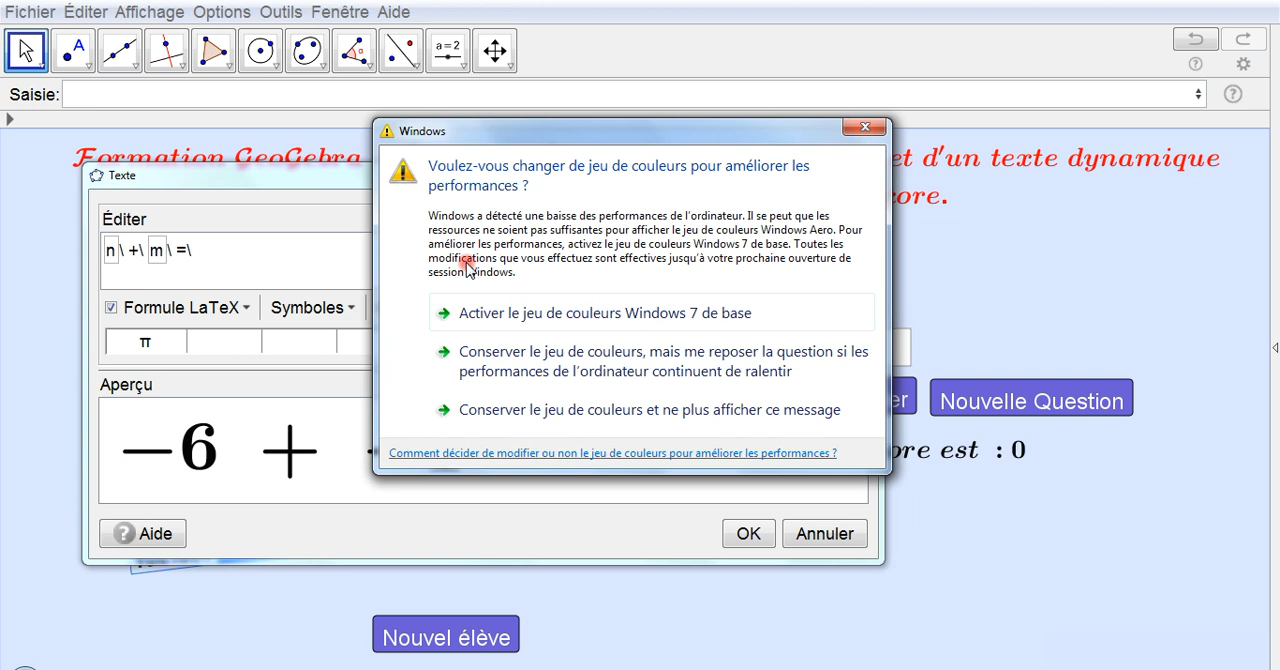 Fichier Éditer Affichage Options Outils Fenêtre Aide
A
a=2
Saisie:
Formation GeoGebra
et d'un texte dynamique
ore.
Windows
Voulez-vous changer de jeu de couleurs pour améliorer les
performances ?
Windows a détecté une baisse des performances de l'ordinateur. Il se peut que les
ressources ne soient pas suffisantes pour afficher le jeu de couleurs Windows Aero. Pour
améliorer les performances, activez le jeu de couleurs Windows 7 de base. Toutes les
modifications que vous effectuez sont effectives jusqu'à votre prochaine ouverture de
session Windows.
Activer le jeu de couleurs Windows 7 de base
Conserver le jeu de couleurs, mais me reposer la question si les
performances de l'ordinateur continuent de ralentir
Conserver le jeu de couleurs et ne plus afficher ce message
Comment décider de modifier ou non le jeu de couleurs pour améliorer les performances ?
Texte
Éditer
n\ +\ m\ =\
Formule LaTeX Symboles
π
Aperçu
−6 +
Aide OK Annuler
er
Nouvelle Question
ore est : 0
Nouvel élève